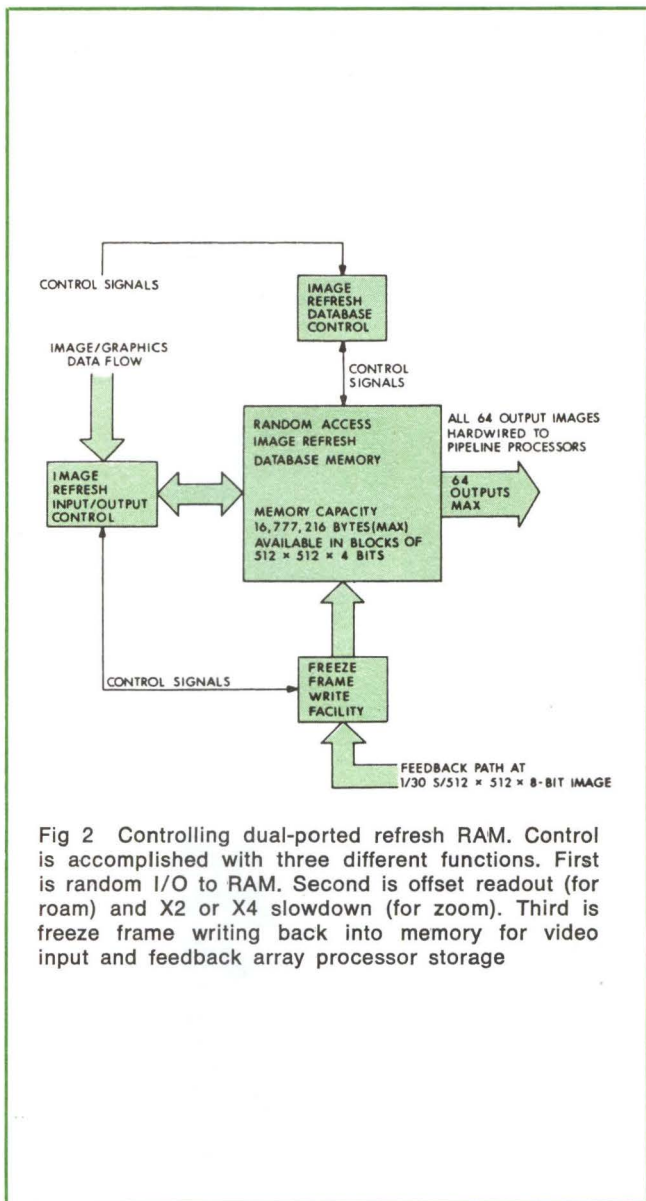 CONTROL SIGNALS
IMAGE
REFRESH
DATABASE
CONTROL
IMAGE/GRAPHICS
DATA FLOW
CONTROL
SIGNALS
RANDOM ACCESS
IMAGE REFRESH
DATABASE MEMORY
MEMORY CAPACITY
16,777,216 BYTES(MAX)
AVAILABLE IN BLOCKS OF
512 × 512 × 4 BITS
ALL 64 OUTPUT IMAGES
HARDWIRED TO
PIPELINE PROCESSORS
64
OUTPUTS
MAX
IMAGE
REFRESH
INPUT/OUTPUT
CONTROL
CONTROL SIGNALS
FREEZE
FRAME
WRITE
FACILITY
FEEDBACK PATH AT
1/30 S/512 × 512 × 8-BIT IMAGE
Fig 2 Controlling dual-ported refresh RAM. Control
is accomplished with three different functions. First
is random I/O to RAM. Second is offset readout (for
roam) and X2 or X4 slowdown (for zoom). Third is
freeze frame writing back into memory for video
input and feedback array processor storage